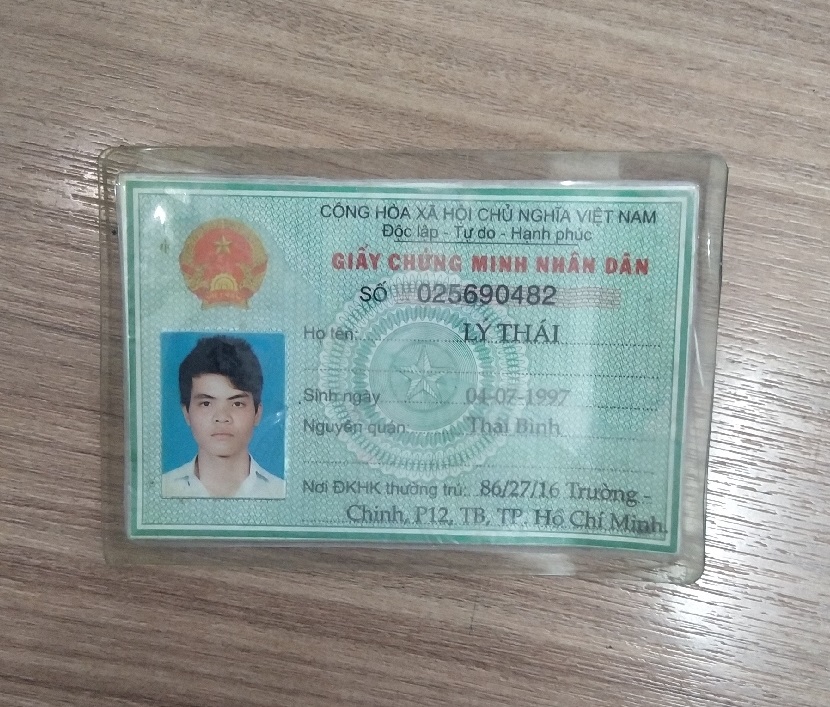 CỘNG HÒA XÃ HỘI CHỦ NGHĨA VIỆT NAM
Độc lập - Tự do - Hạnh phúc
GIẤY CHỨNG MINH NHÂN DÂN
SỐ 025690482
Họ tên: LÝ THÁI
Sinh ngày 04-07-1997
Nguyên quán: Thái Bình
Nơi ĐKHK thường trú: 86/27/16 Trường -
Chinh, P12, TB, TP. Hồ Chí Minh.